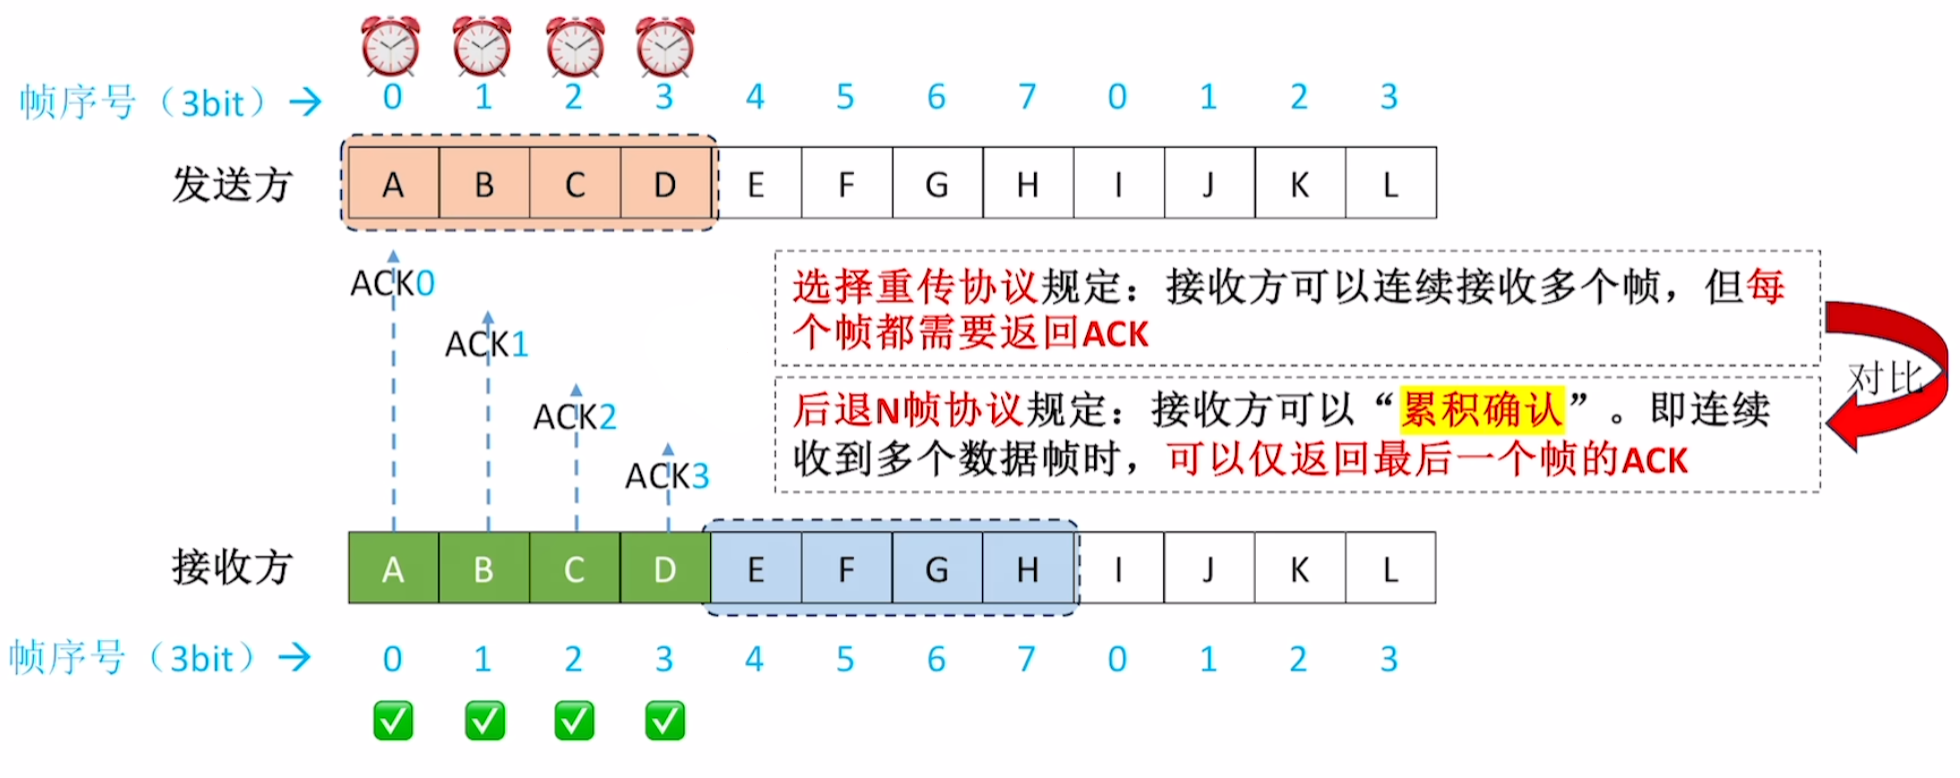 帧序号（3bit）→ 0 1 2 3 4 5 6 7 0 1 2 3
发送方 A B C D E F G H I J K L
ACK0
ACK1
ACK2
ACK3
选择重传协议规定：接收方可以连续接收多个帧，但每
个帧都需要返回ACK
对比
后退N帧协议规定：接收方可以“累积确认”。即连续
收到多个数据帧时，可以仅返回最后一个帧的ACK
接收方 A B C D E F G H I J K L
帧序号（3bit）→ 0 1 2 3 4 5 6 7 0 1 2 3